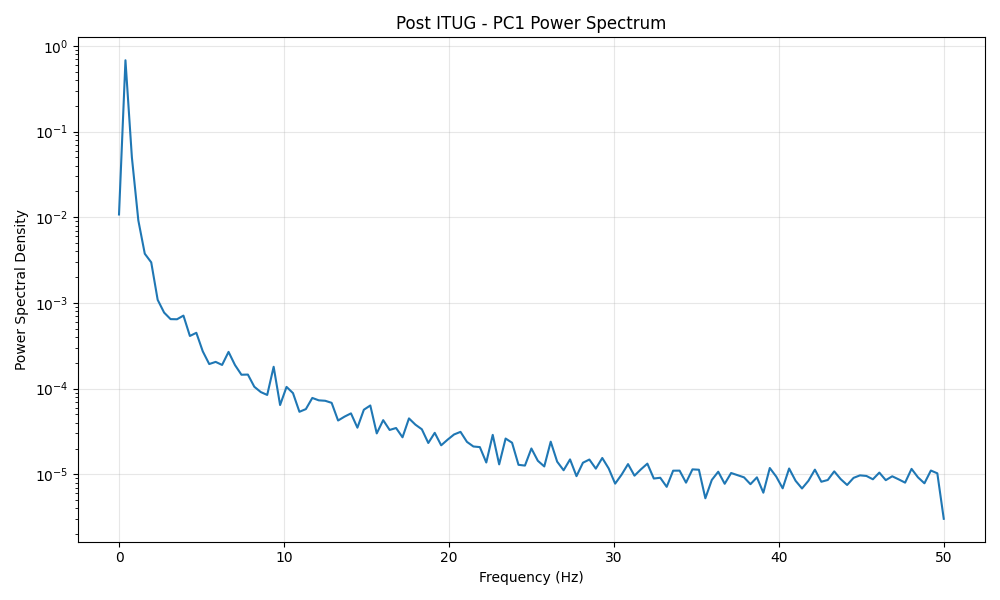 Post ITUG - PC1 Power Spectrum
Power Spectral Density
10⁰
10⁻¹
10⁻²
10⁻³
10⁻⁴
10⁻⁵
0 10 20 30 40 50
Frequency (Hz)